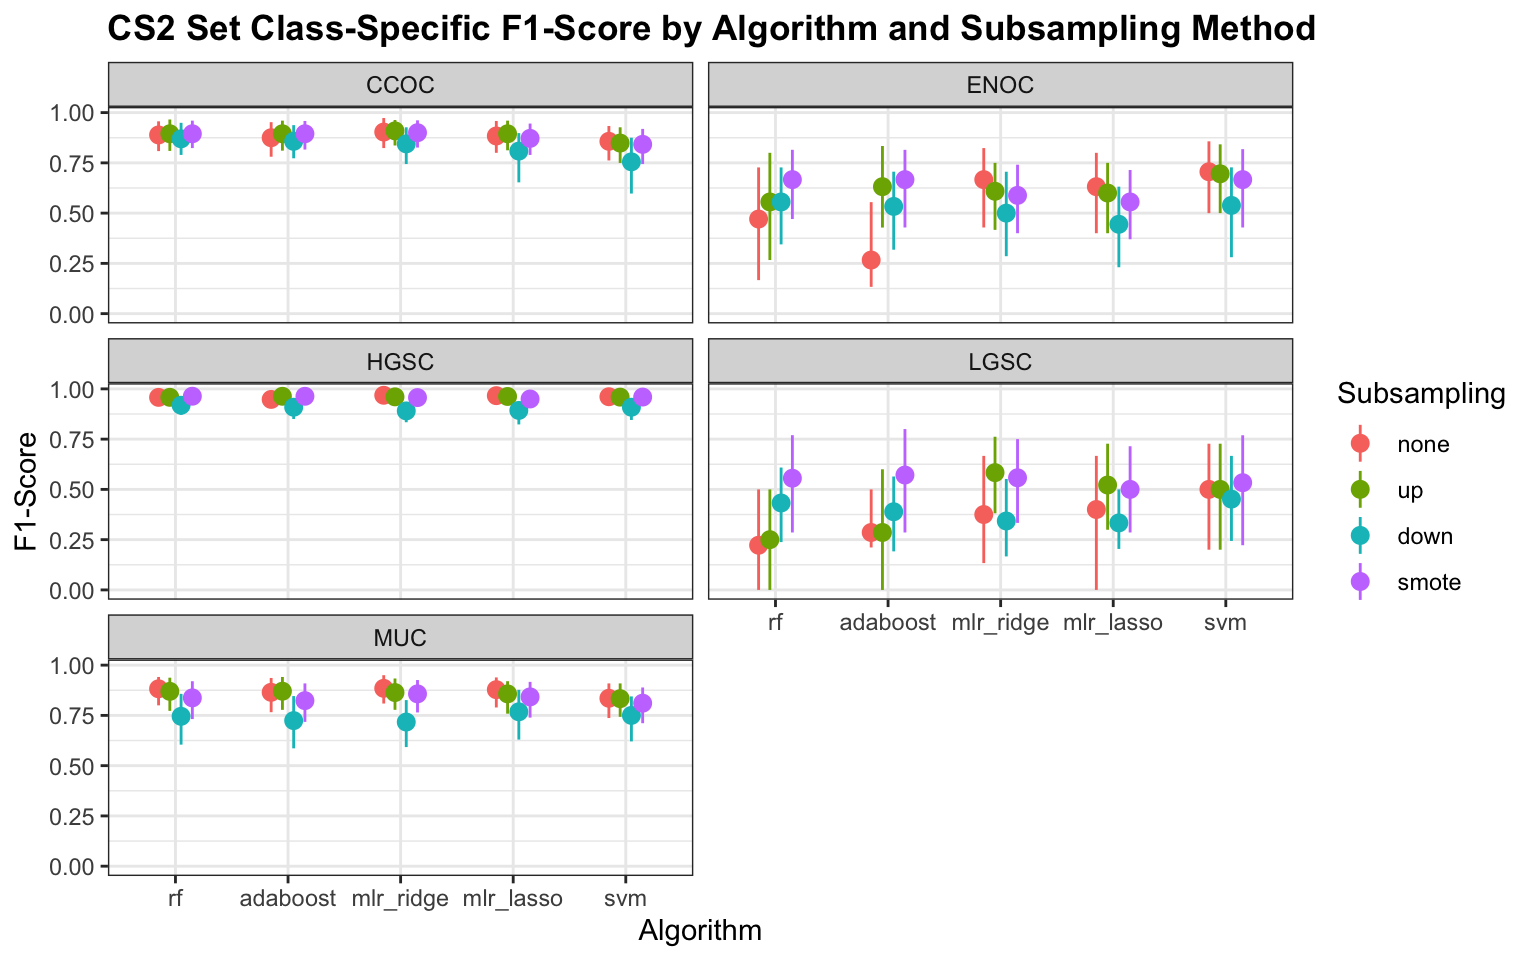 CS2 Set Class-Specific F1-Score by Algorithm and Subsampling Method
CCOC
ENOC
1.00
0.75
0.50
0.25
0.00
HGSC
LGSC
1.00
0.75
0.50
0.25
0.00
rf adaboost mlr_ridge mlr_lasso svm
MUC
1.00
0.75
0.50
0.25
0.00
rf adaboost mlr_ridge mlr_lasso svm
Algorithm
F1-Score
Subsampling
none
up
down
smote